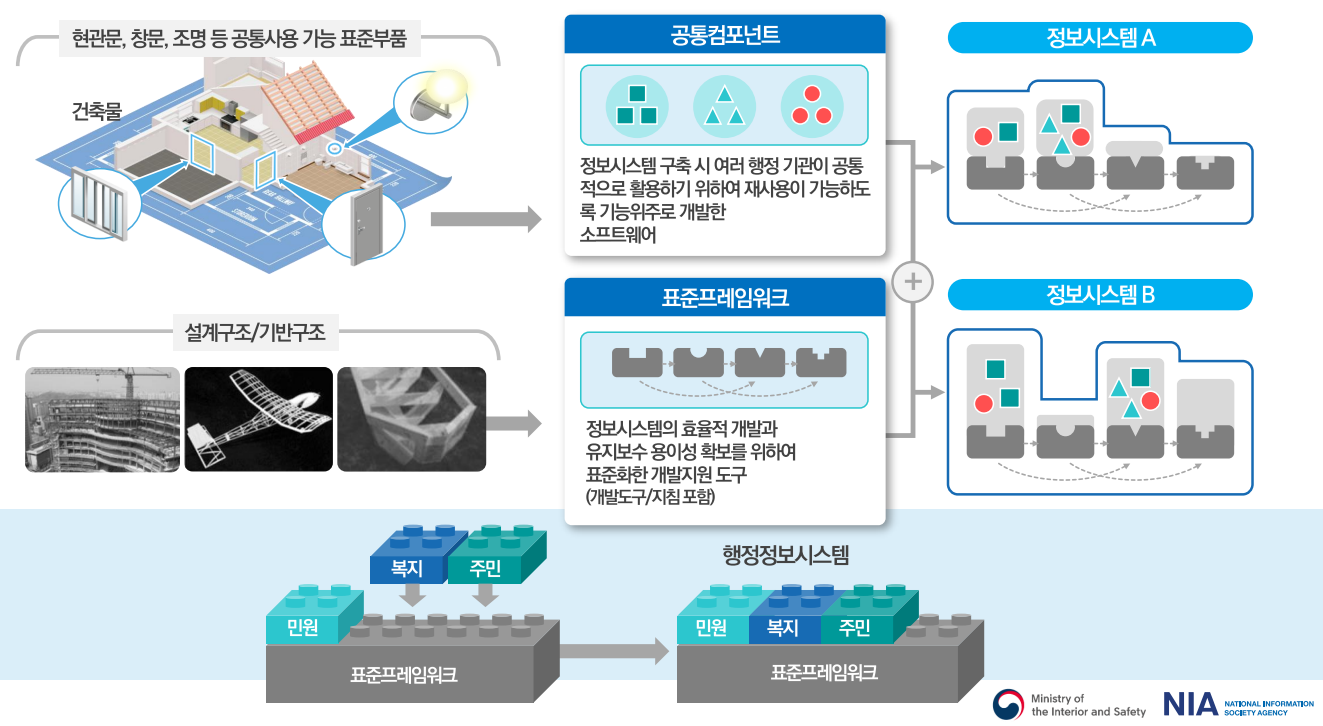 현관문, 창문, 조명 등 공통사용 가능 표준부품
건축물
공통컴포넌트
정보시스템 구축 시 여러 행정 기관이 공통
적으로 활용하기 위하여 재사용이 가능하도
록 기능위주로 개발한
소프트웨어
정보시스템 A
설계구조/기반구조
표준프레임워크
정보시스템의 효율적 개발과
유지보수 용이성 확보를 위하여
표준화한 개발지원 도구
(개발도구/지침 포함)
+
정보시스템 B
복지
주민
민원
표준프레임워크
행정정보시스템
민원
복지
주민
표준프레임워크
Ministry of
the Interior and Safety
NIA NATIONAL INFORMATION
SOCIETY AGENCY